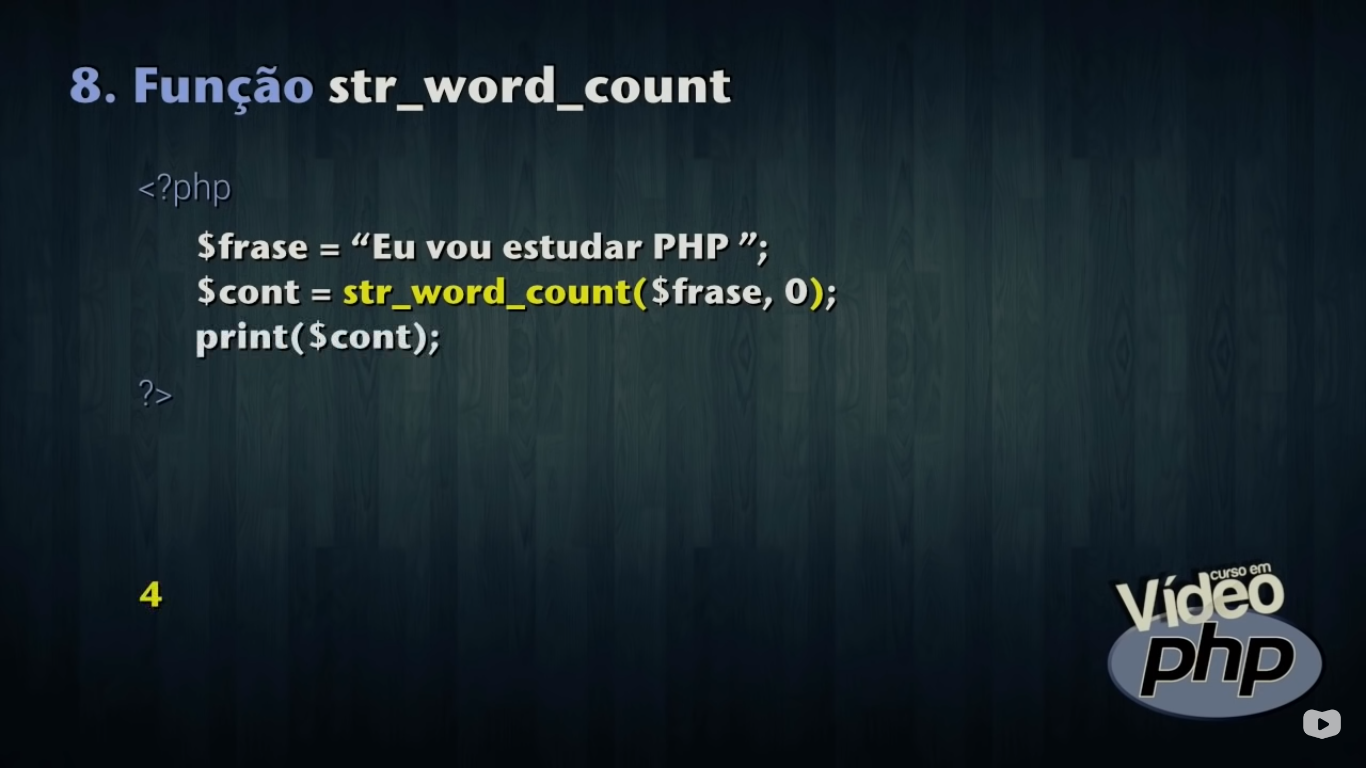 8. Função str_word_count
<?php
$frase = “Eu vou estudar PHP ”;
$cont = str_word_count($frase, 0);
print($cont);
?>
4
curso em
Vídeo
php